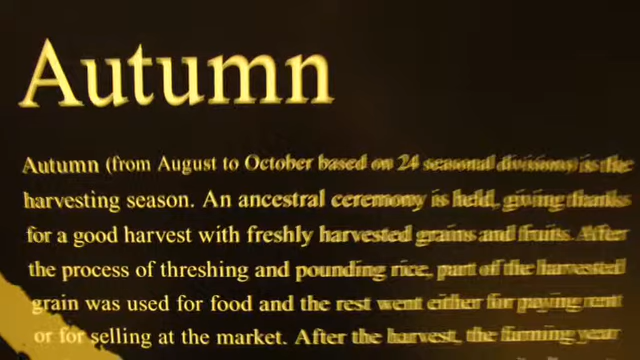 Autumn
Autumn (from August to October based on 24 seasonal divisions) is the
harvesting season. An ancestral ceremony is held, giving thanks
for a good harvest with freshly harvested grains and fruits. After
the process of threshing and pounding rice, part of the harvested
grain was used for food and the rest went either for paying rent
or for selling at the market. After the harvest, the farming year